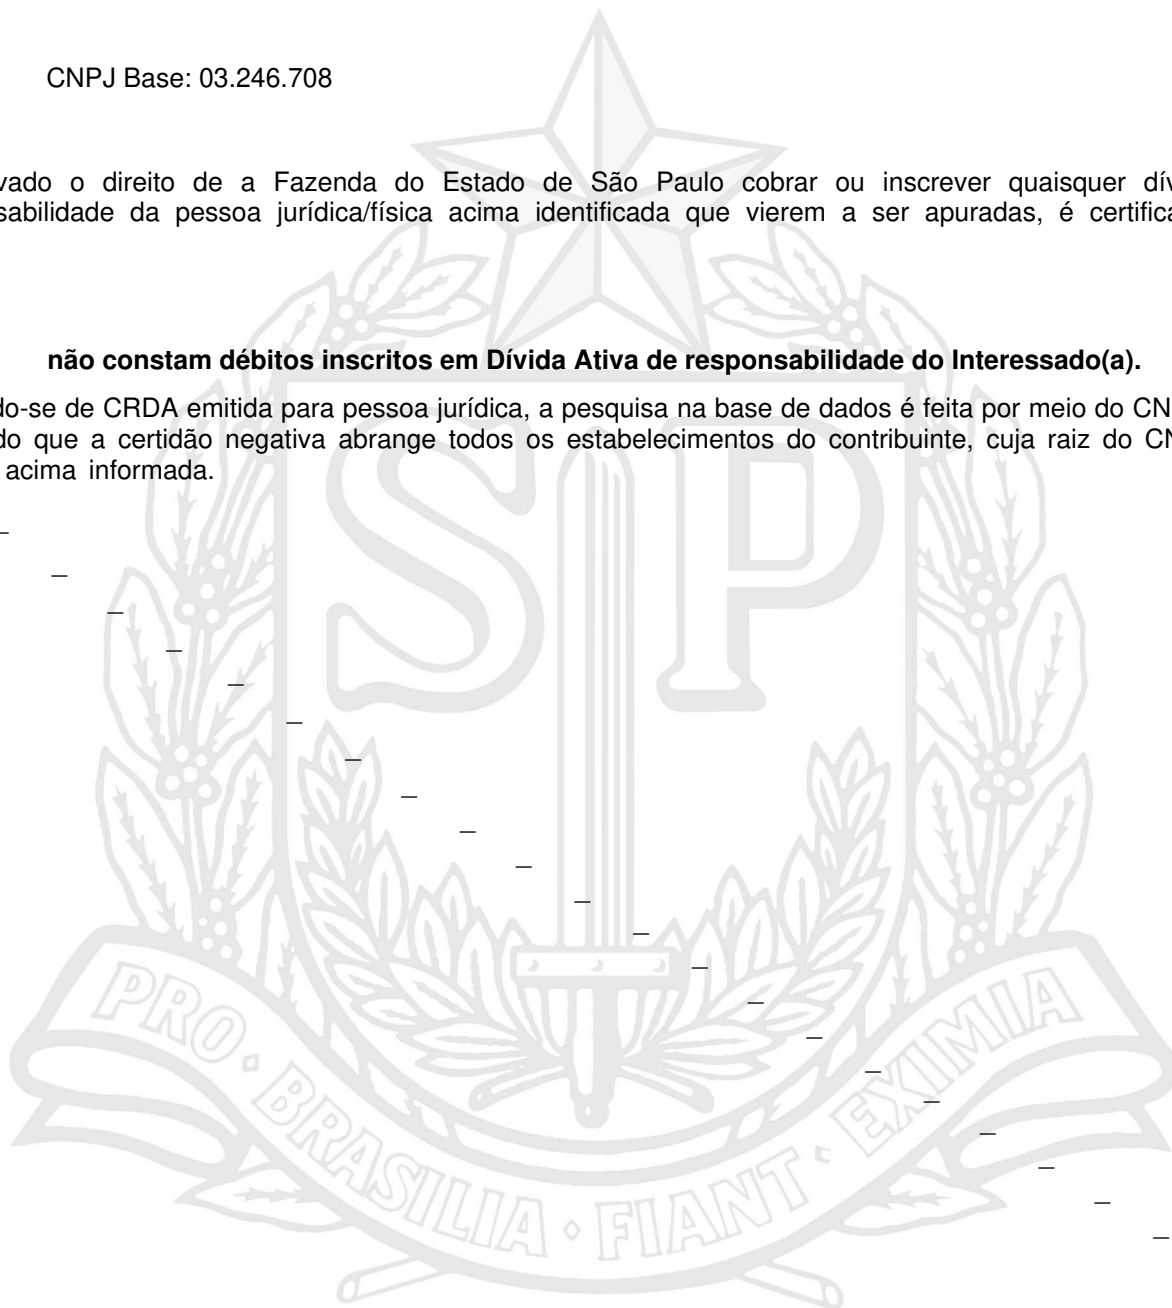 CNPJ Base: 03.246.708
vado o direito de a Fazenda do Estado de São Paulo cobrar ou inscrever quaisquer dív
sabilidade da pessoa jurídica/física acima identificada que vierem a ser apuradas, é certifica
não constam débitos inscritos em Dívida Ativa de responsabilidade do Interessado(a).
do-se de CRDA emitida para pessoa jurídica, a pesquisa na base de dados é feita por meio do CN
do que a certidão negativa abrange todos os estabelecimentos do contribuinte, cuja raiz do CN
acima informada.
SP
PRO • BRASILIA • FIANT • EXIMIA